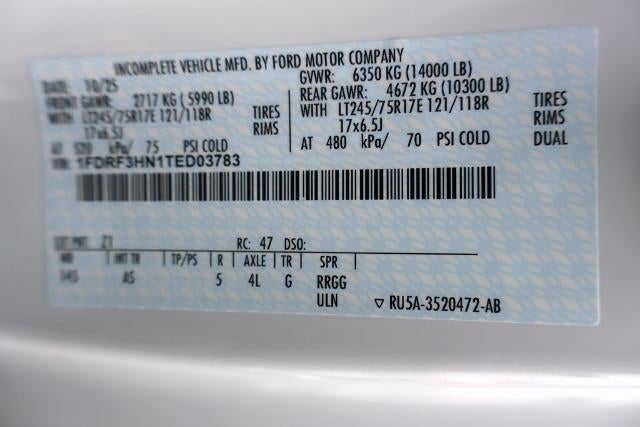 INCOMPLETE VEHICLE MFD. BY FORD MOTOR COMPANY
DATE: 10/25 GVWR: 6350 KG (14000 LB)
FRONT GAWR: 2717 KG (5990 LB) REAR GAWR: 4672 KG (10300 LB)
WITH LT245/75R17E 121/118R TIRES WITH LT245/75R17E 121/118R TIRES
17x6.5J RIMS 17x6.5J RIMS
AT 520 kPa/ 75 PSI COLD AT 480 kPa/ 70 PSI COLD DUAL
VIN: 1FDRF3HN1TED03783
EXT PNT: Z1 RC: 47 DSO:
WB INT TR TP/PS R AXLE TR SPR
145 AS 5 4L G RRGG
ULN ▽ RU5A-3520472-AB